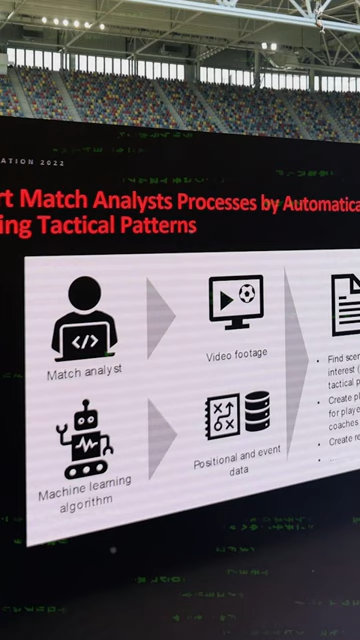 ATION 2022
rt Match Analysts Processes by Automatica
ing Tactical Patterns
</>
Match analyst
Video footage
Machine learning
algorithm
Positional and event
data
• Find scen
interest (
tactical p
• Create pl
for playe
coaches
• Create re
• ...